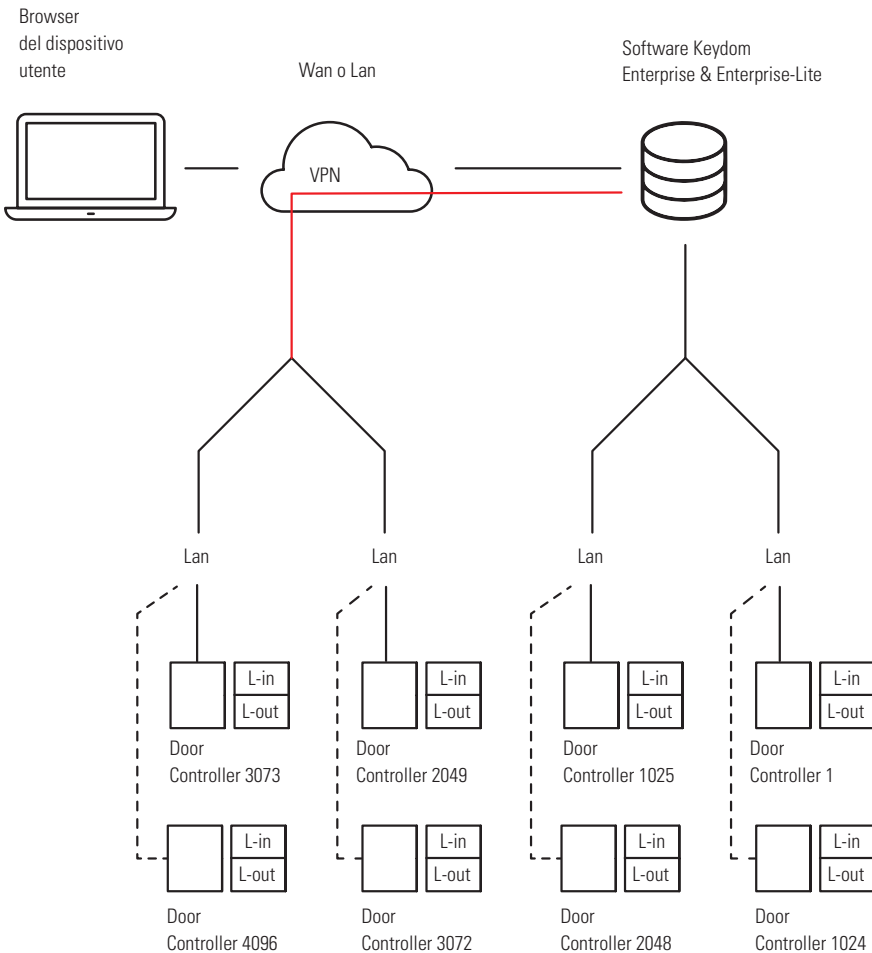 Browser
del dispositivo
utente
Wan o Lan
Software Keydom
Enterprise & Enterprise-Lite
VPN
Lan
Lan
Lan
Lan
L-in
L-out
L-in
L-out
L-in
L-out
L-in
L-out
Door
Controller 3073
Door
Controller 2049
Door
Controller 1025
Door
Controller 1
L-in
L-out
L-in
L-out
L-in
L-out
L-in
L-out
Door
Controller 4096
Door
Controller 3072
Door
Controller 2048
Door
Controller 1024